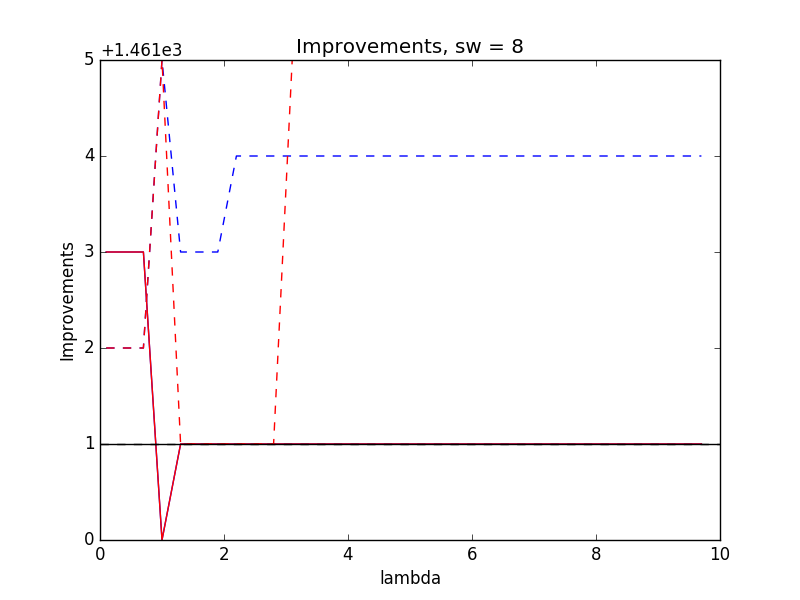 Improvements, sw = 8
+1.461e3
5
4
3
2
1
0
Improvements
0 2 4 6 8 10
lambda